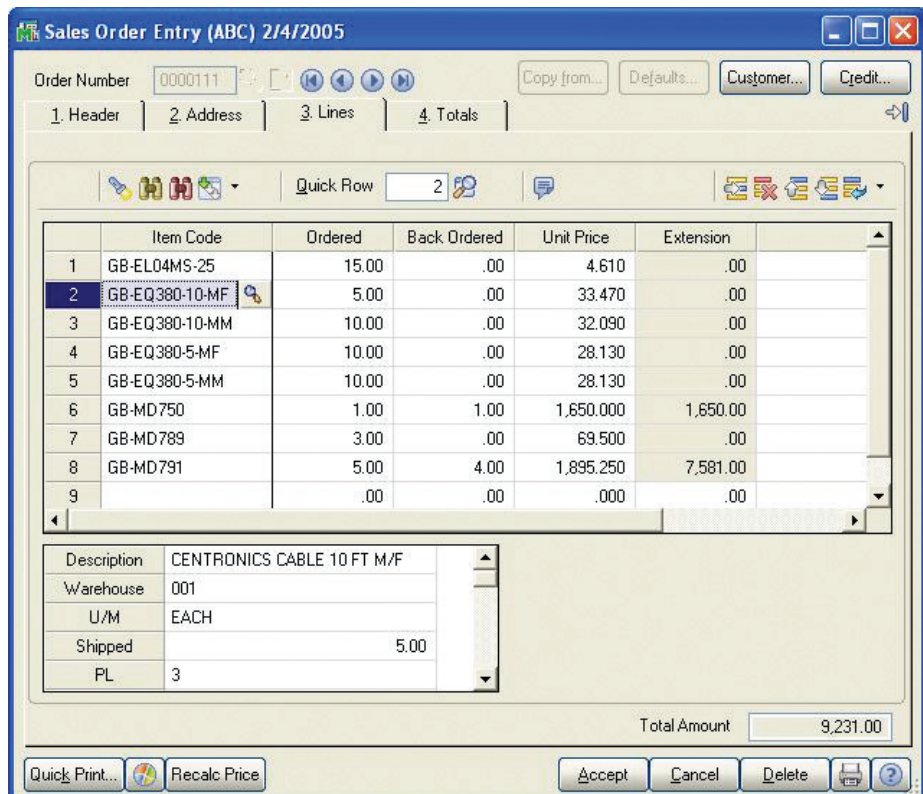 Sales Order Entry (ABC) 2/4/2005
Order Number 0000111 Copy from... Defaults... Customer... Credit...
1. Header 2. Address 3. Lines 4. Totals
Quick Row 2
Item Code Ordered Back Ordered Unit Price Extension
1 GB-EL04MS-25 15.00 .00 4.610 .00
2 GB-EQ380-10-MF 5.00 .00 33.470 .00
3 GB-EQ380-10-MM 10.00 .00 32.090 .00
4 GB-EQ380-5-MF 10.00 .00 28.130 .00
5 GB-EQ380-5-MM 10.00 .00 28.130 .00
6 GB-MD750 1.00 1.00 1,650.000 1,650.00
7 GB-MD789 3.00 .00 69.500 .00
8 GB-MD791 5.00 4.00 1,895.250 7,581.00
9 .00 .00 .000 .00
Description CENTRONICS CABLE 10 FT M/F
Warehouse 001
U/M EACH
Shipped 5.00
PL 3
Total Amount 9,231.00
Quick Print... Recalc Price Accept Cancel Delete ?